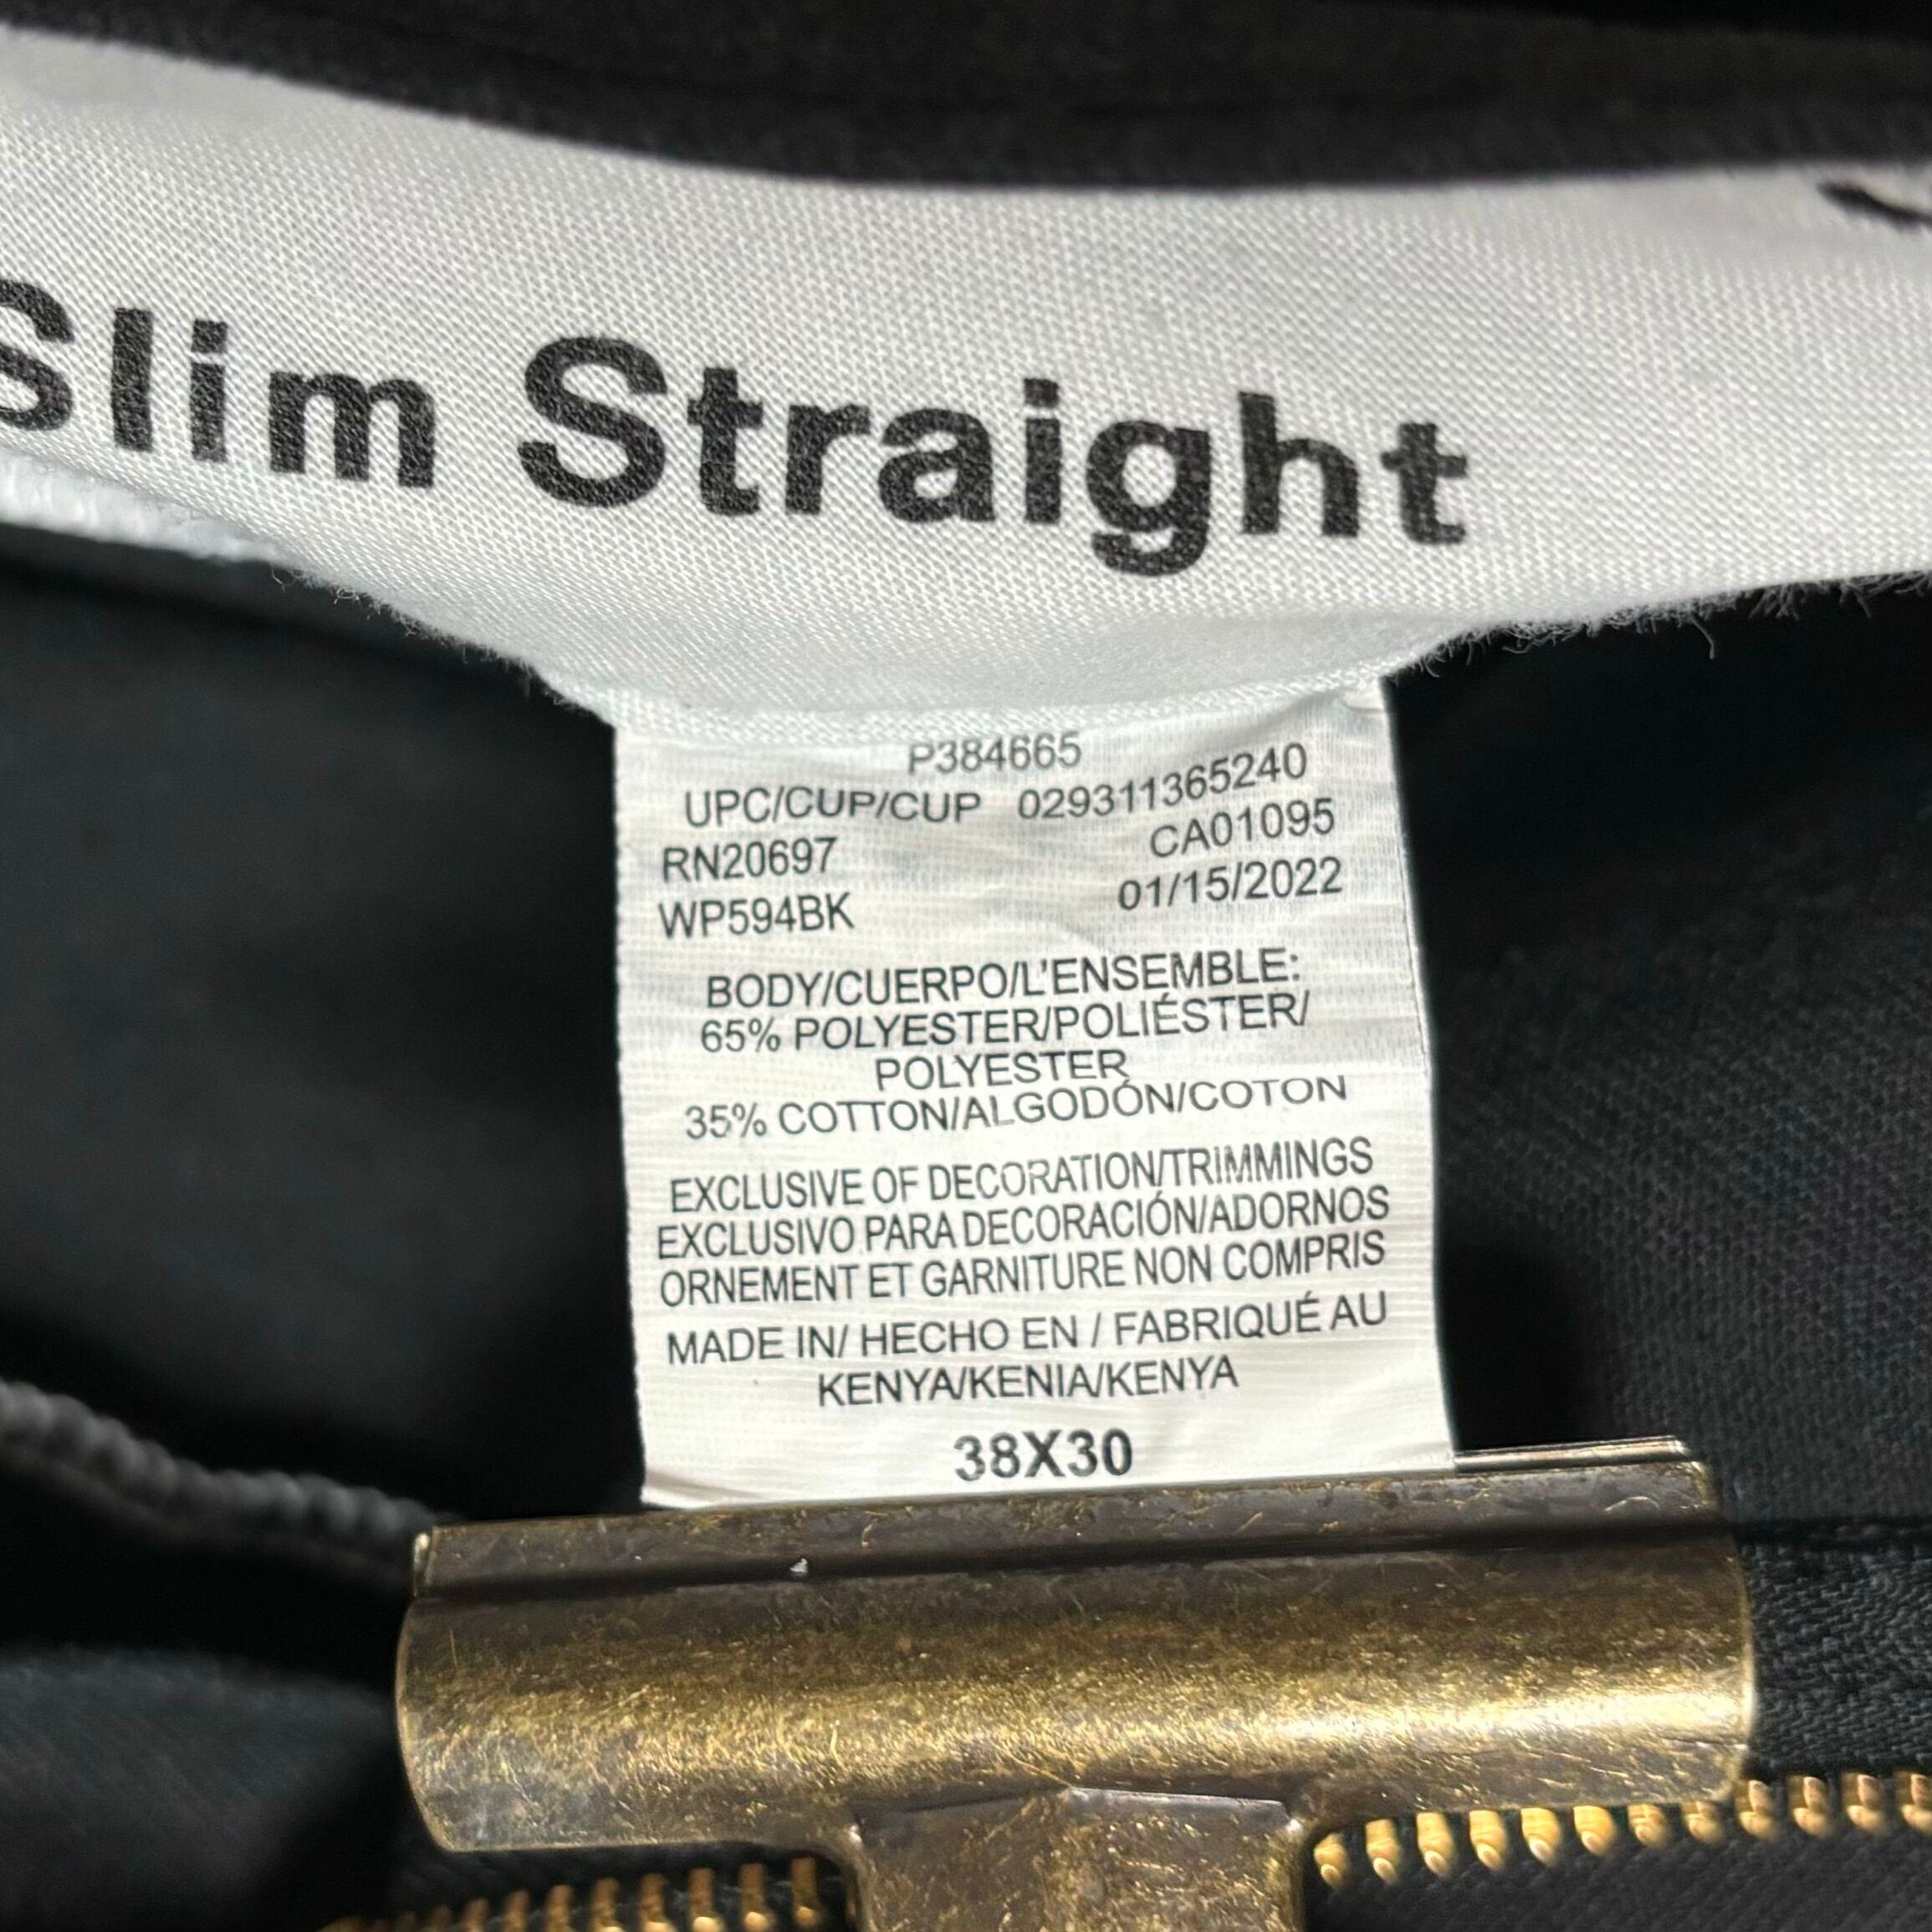 Slim Straight
P384665
UPC/CUP/CUP 029311365240
RN20697 CA01095
WP594BK 01/15/2022
BODY/CUERPO/L'ENSEMBLE:
65% POLYESTER/POLIÉSTER/
POLYESTER
35% COTTON/ALGODÓN/COTON
EXCLUSIVE OF DECORATION/TRIMMINGS
EXCLUSIVO PARA DECORACIÓN/ADORNOS
ORNEMENT ET GARNITURE NON COMPRIS
MADE IN/ HECHO EN / FABRIQUÉ AU
KENYA/KENIA/KENYA
38X30